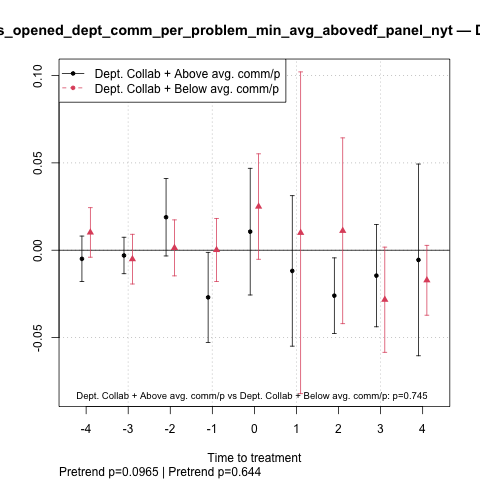 s_opened_dept_comm_per_problem_min_avg_abovedf_panel_nyt — D
Dept. Collab + Above avg. comm/p
Dept. Collab + Below avg. comm/p
0.10
0.05
0.00
-0.05
Dept. Collab + Above avg. comm/p vs Dept. Collab + Below avg. comm/p: p=0.745
-4 -3 -2 -1 0 1 2 3 4
Time to treatment
Pretrend p=0.0965 | Pretrend p=0.644